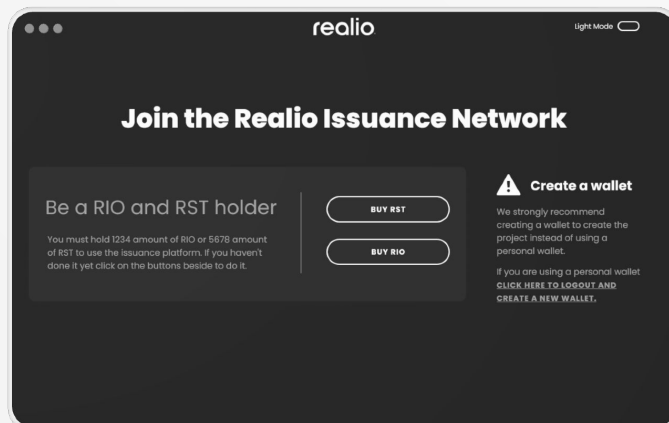 realio
Light Mode
Join the Realio Issuance Network
Be a RIO and RST holder
You must hold 1234 amount of RIO or 5678 amount
of RST to use the issuance platform. If you haven't
done it yet click on the buttons beside to do it.
BUY RST
BUY RIO
Create a wallet
We strongly recommend
creating a wallet to create the
project instead of using a
personal wallet.
If you are using a personal wallet
CLICK HERE TO LOGOUT AND
CREATE A NEW WALLET.